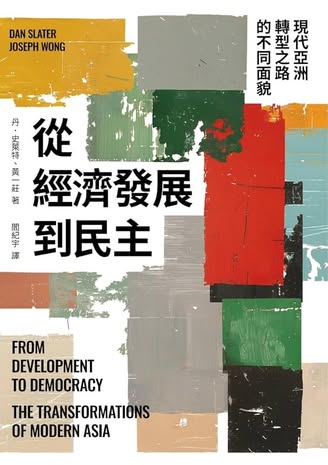 DAN SLATER
JOSEPH WONG
現代亞洲
轉型之路
的不同面貌
從
經濟發展
到民主
丹・史萊特、黃一莊 著
閻紀宇 譯
FROM
DEVELOPMENT
TO DEMOCRACY
THE TRANSFORMATIONS
OF MODERN ASIA